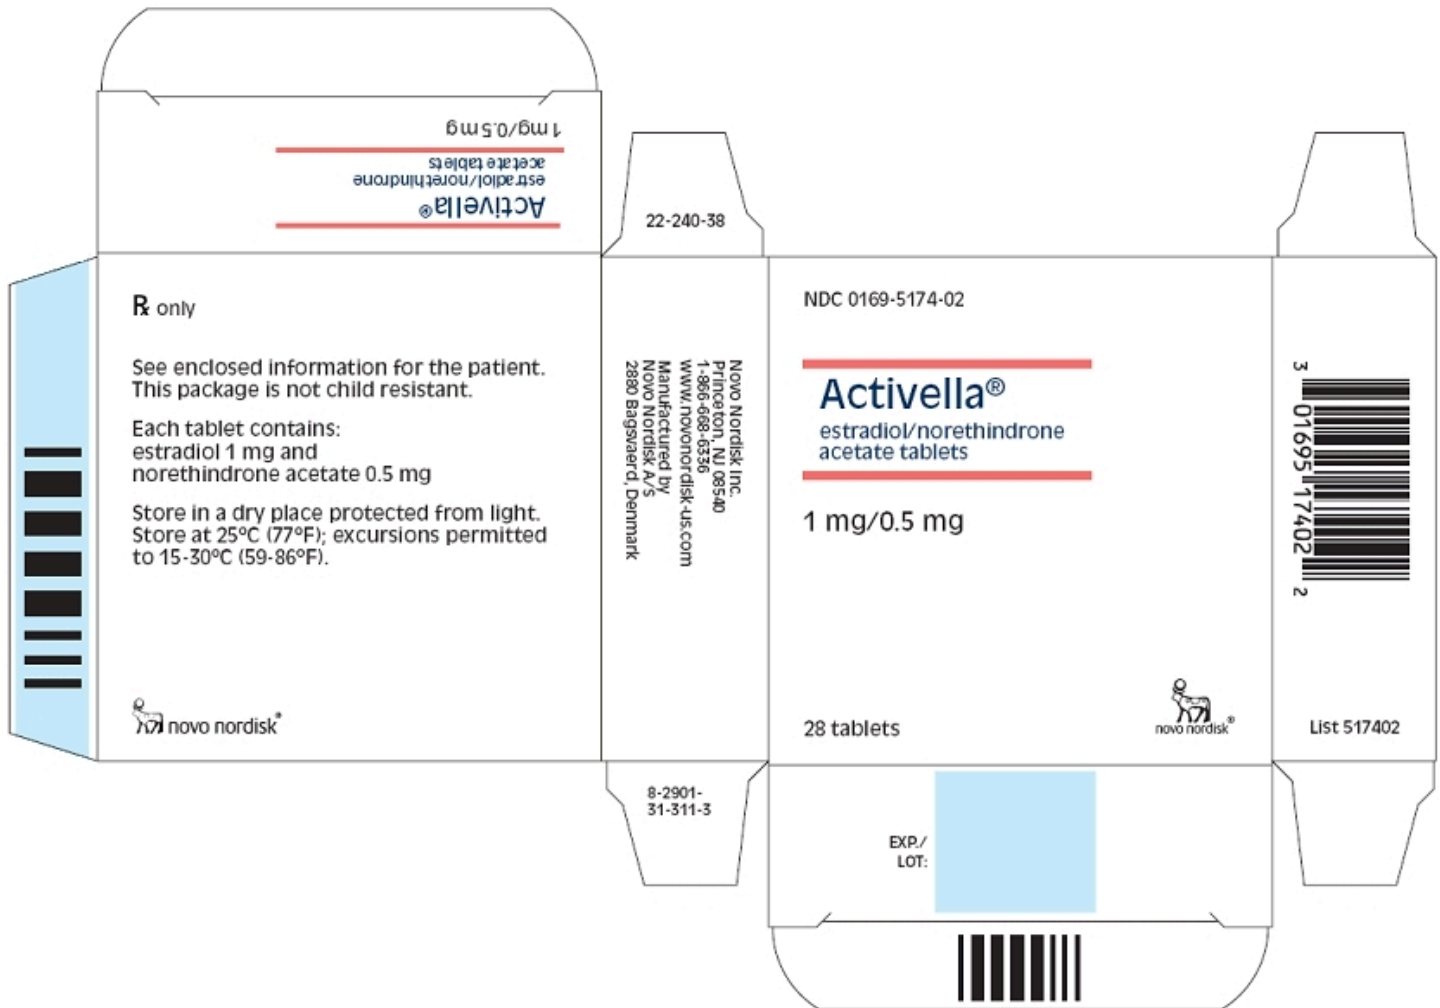 1 mg/0.5 mg
Activella®
estradiol/norethindrone
acetate tablets
℞ only
See enclosed information for the patient.
This package is not child resistant.
Each tablet contains:
estradiol 1 mg and
norethindrone acetate 0.5 mg
Store in a dry place protected from light.
Store at 25°C (77°F); excursions permitted
to 15-30°C (59-86°F).
novo nordisk®
22-240-38
Novo Nordisk Inc.
Princeton, NJ 08540
1-866-668-6336
www.novonordisk-us.com
Manufactured by
Novo Nordisk A/S
2880 Bagsvaerd, Denmark
8-2901-
31-311-3
NDC 0169-5174-02
Activella®
estradiol/norethindrone
acetate tablets
1 mg/0.5 mg
28 tablets
novo nordisk®
EXP./
LOT:
3 01695 17402 2
List 517402